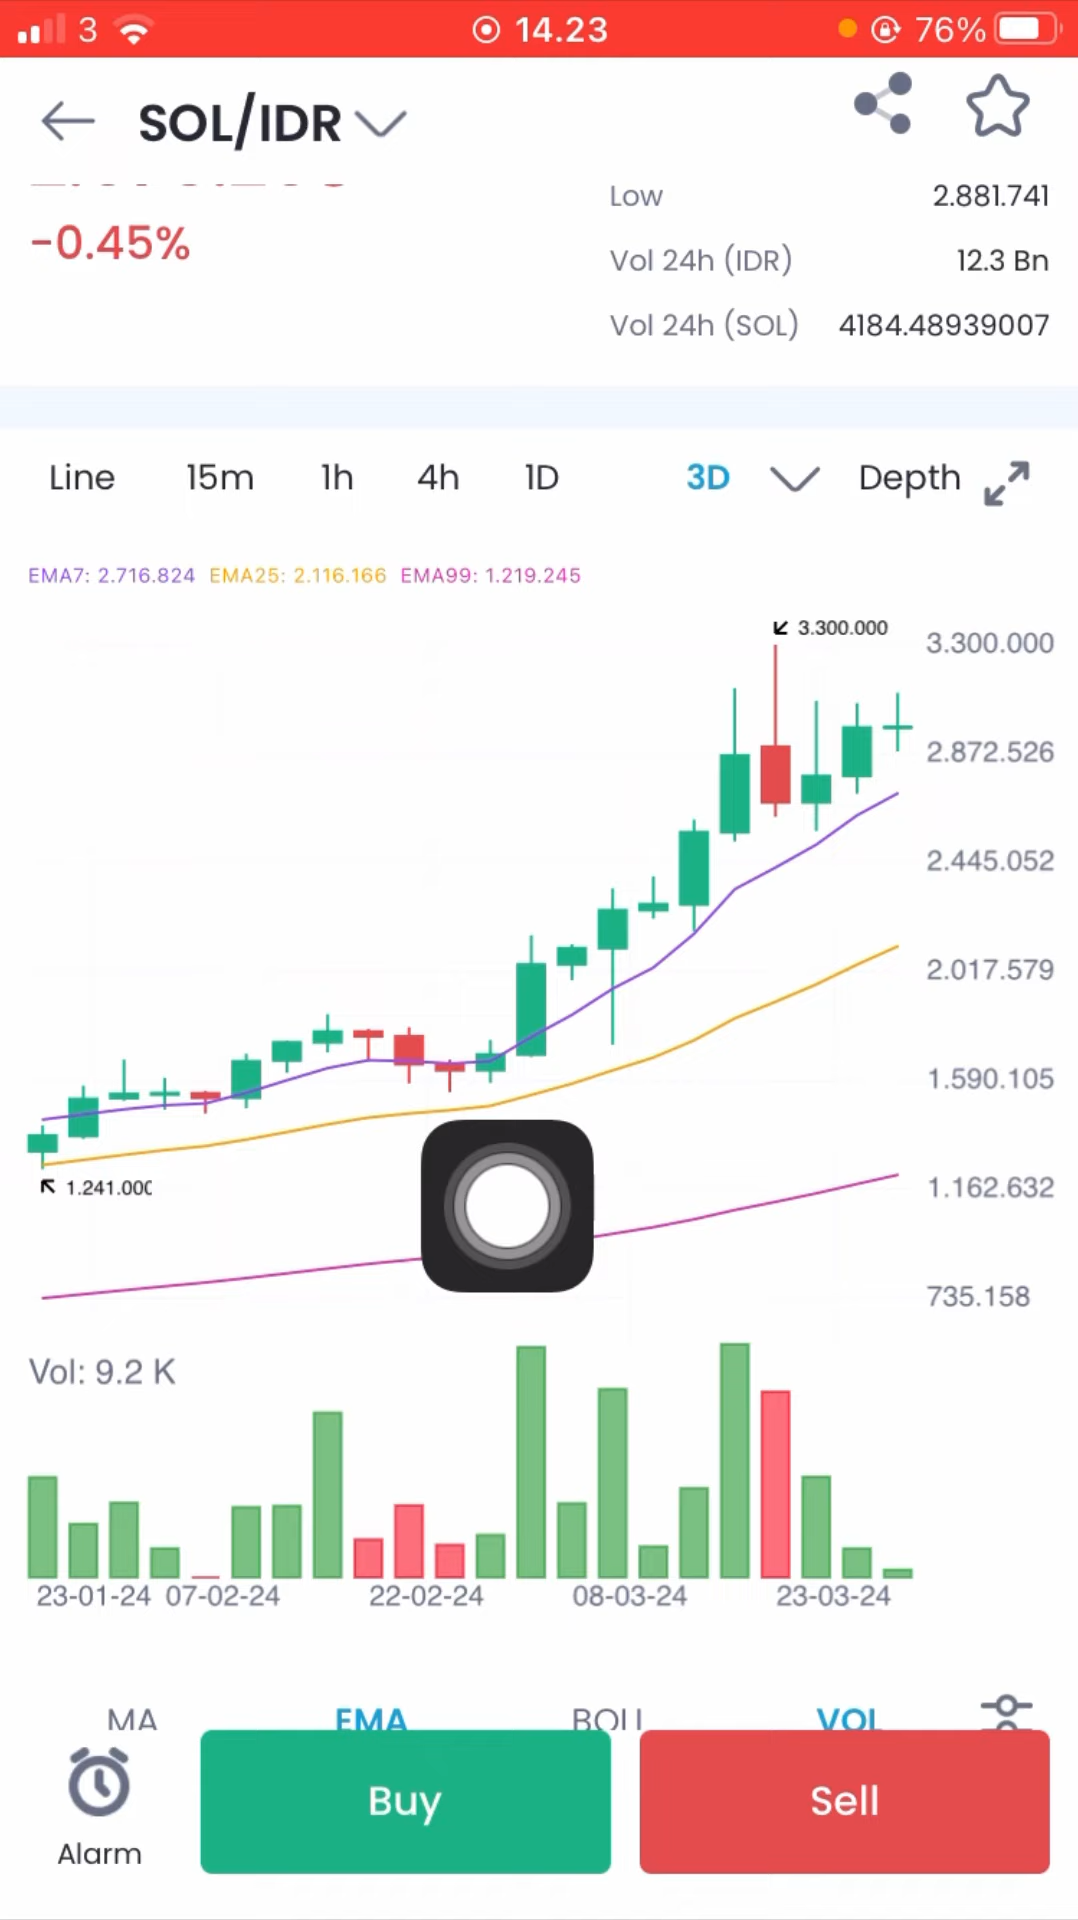 3 14.23 76%
SOL/IDR
Low 2.881.741
-0.45%
Vol 24h (IDR) 12.3 Bn
Vol 24h (SOL) 4184.48939007
Line 15m 1h 4h 1D 3D Depth
EMA7: 2.716.824 EMA25: 2.116.166 EMA99: 1.219.245
3.300.000
3.300.000
2.872.526
2.445.052
2.017.579
1.590.105
1.241.000
1.162.632
735.158
Vol: 9.2 K
23-01-24 07-02-24 22-02-24 08-03-24 23-03-24
MA EMA BOLL VOL
Buy Sell
Alarm